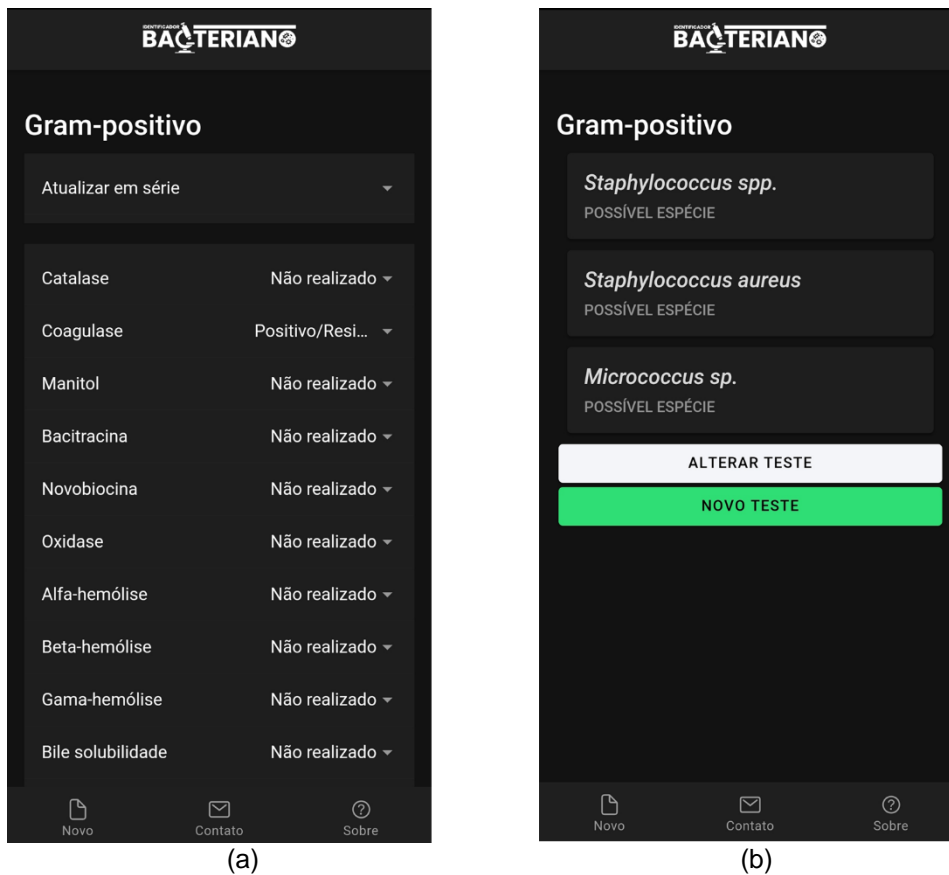 IDENTIFICADOR
BACTERIANO
Gram-positivo
Atualizar em série
Catalase Não realizado
Coagulase Positivo/Resi...
Manitol Não realizado
Bacitracina Não realizado
Novobiocina Não realizado
Oxidase Não realizado
Alfa-hemólise Não realizado
Beta-hemólise Não realizado
Gama-hemólise Não realizado
Bile solubilidade Não realizado
Novo Contato Sobre
(a)
IDENTIFICADOR
BACTERIANO
Gram-positivo
Staphylococcus spp.
POSSÍVEL ESPÉCIE
Staphylococcus aureus
POSSÍVEL ESPÉCIE
Micrococcus sp.
POSSÍVEL ESPÉCIE
ALTERAR TESTE
NOVO TESTE
Novo Contato Sobre
(b)